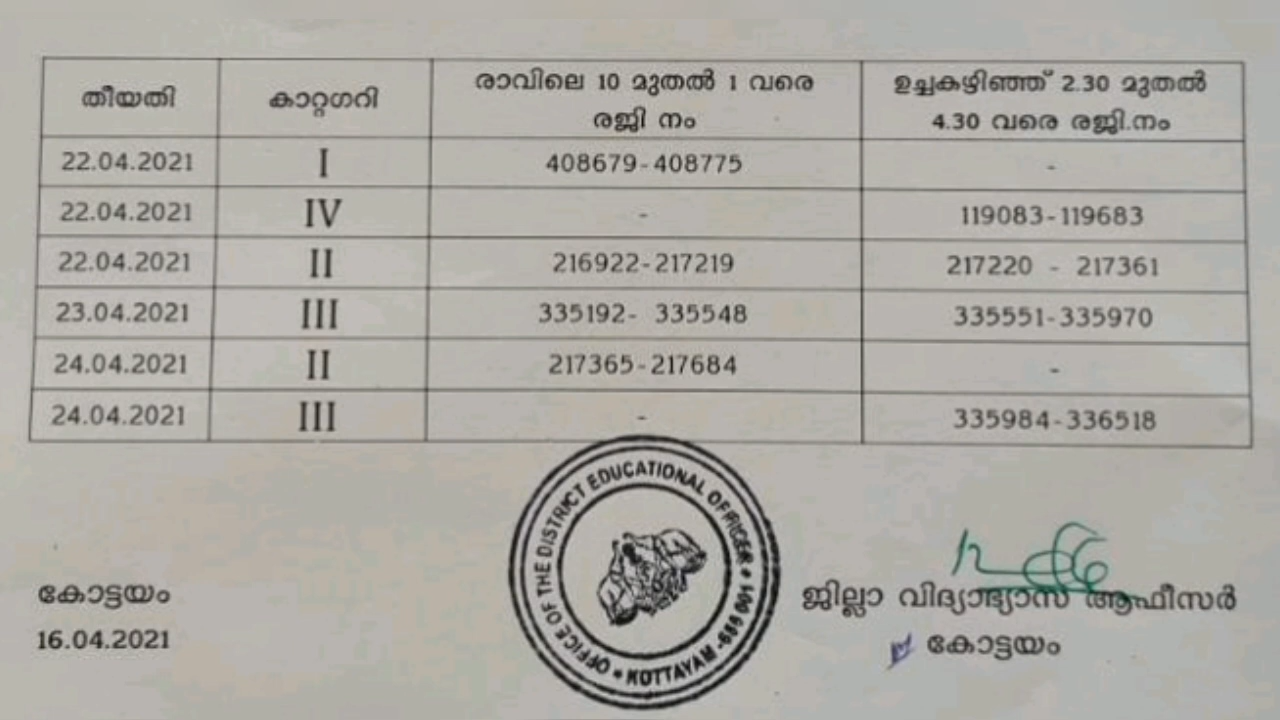 തീയതി കാറ്റഗറി രാവിലെ 10 മുതൽ 1 വരെ രജി നം ഉച്ചകഴിഞ്ഞ് 2.30 മുതൽ 4.30 വരെ രജി.നം
22.04.2021 I 408679-408775 -
22.04.2021 IV - 119083-119683
22.04.2021 II 216922-217219 217220 - 217361
23.04.2021 III 335192- 335548 335551-335970
24.04.2021 II 217365-217684 -
24.04.2021 III - 335984-336518
OFFICE OF THE DISTRICT EDUCATIONAL OFFICER * KOTTAYAM -686 001 *
കോട്ടയം
16.04.2021
ജില്ലാ വിദ്യാഭ്യാസ ആഫീസർ
കോട്ടയം